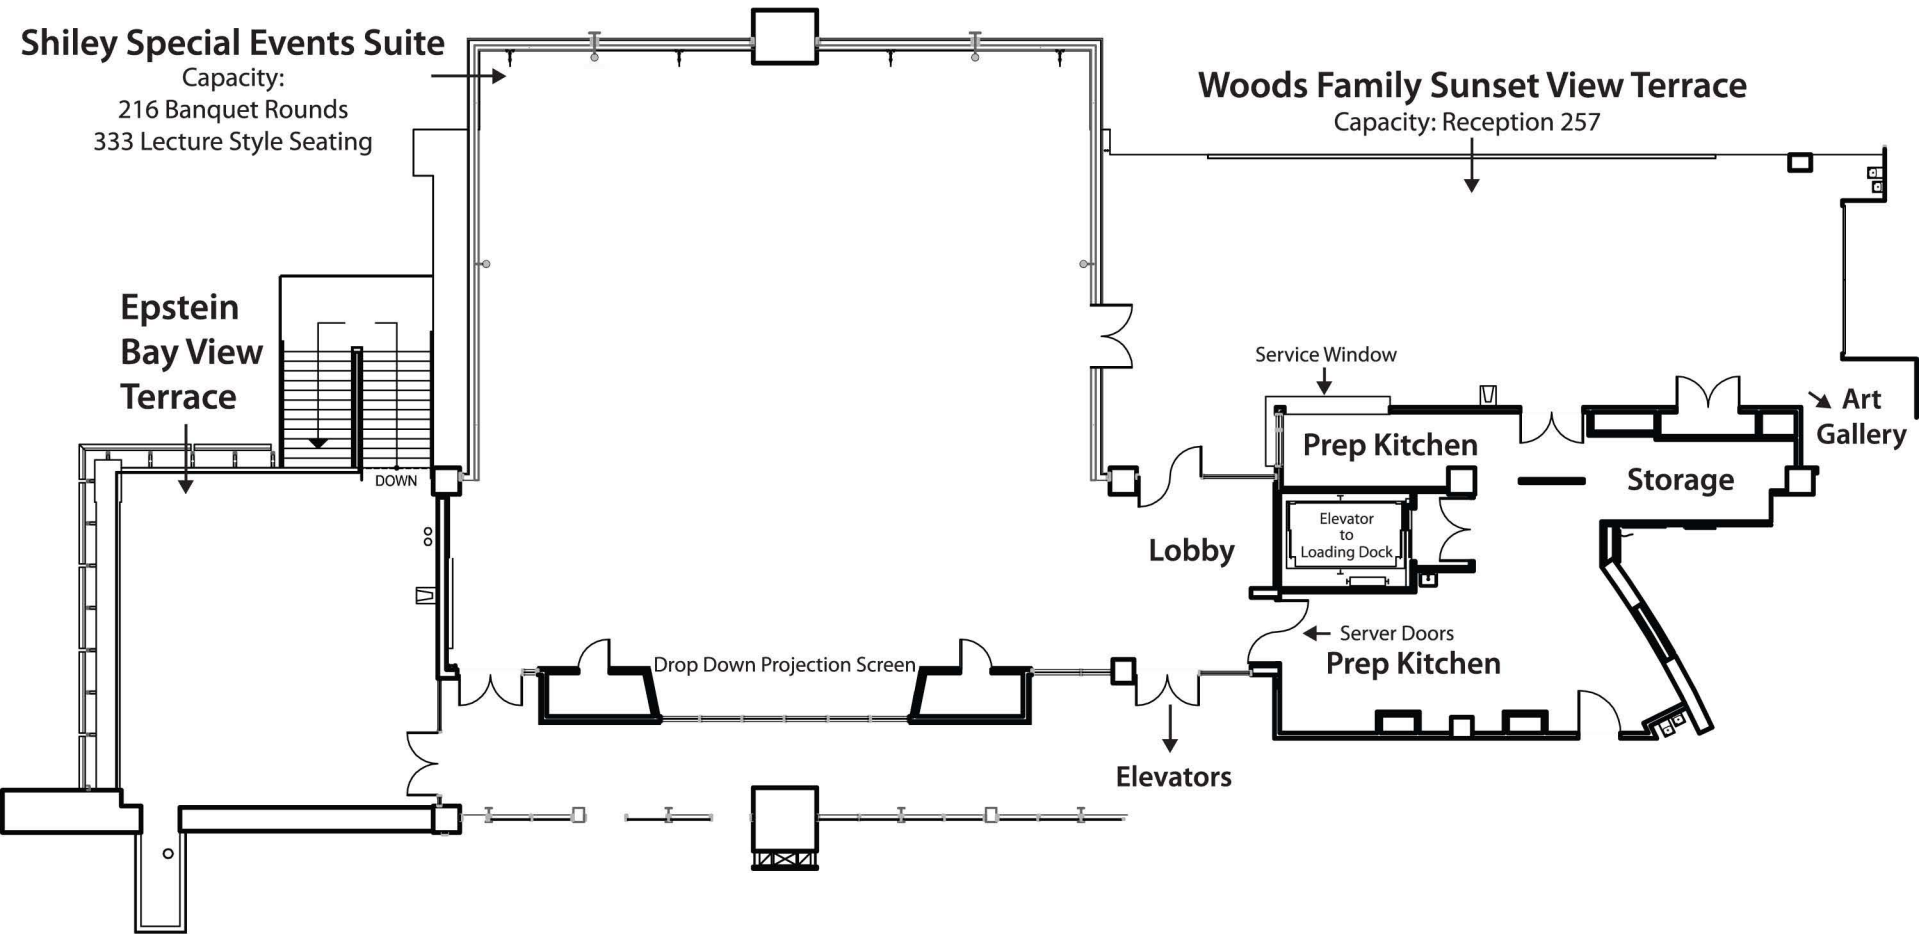 Shiley Special Events Suite
Capacity:
216 Banquet Rounds
333 Lecture Style Seating
Woods Family Sunset View Terrace
Capacity: Reception 257
Epstein
Bay View
Terrace
DOWN
Service Window
Art
Gallery
Prep Kitchen
Storage
Elevator
to
Loading Dock
Lobby
Server Doors
Prep Kitchen
Drop Down Projection Screen
Elevators